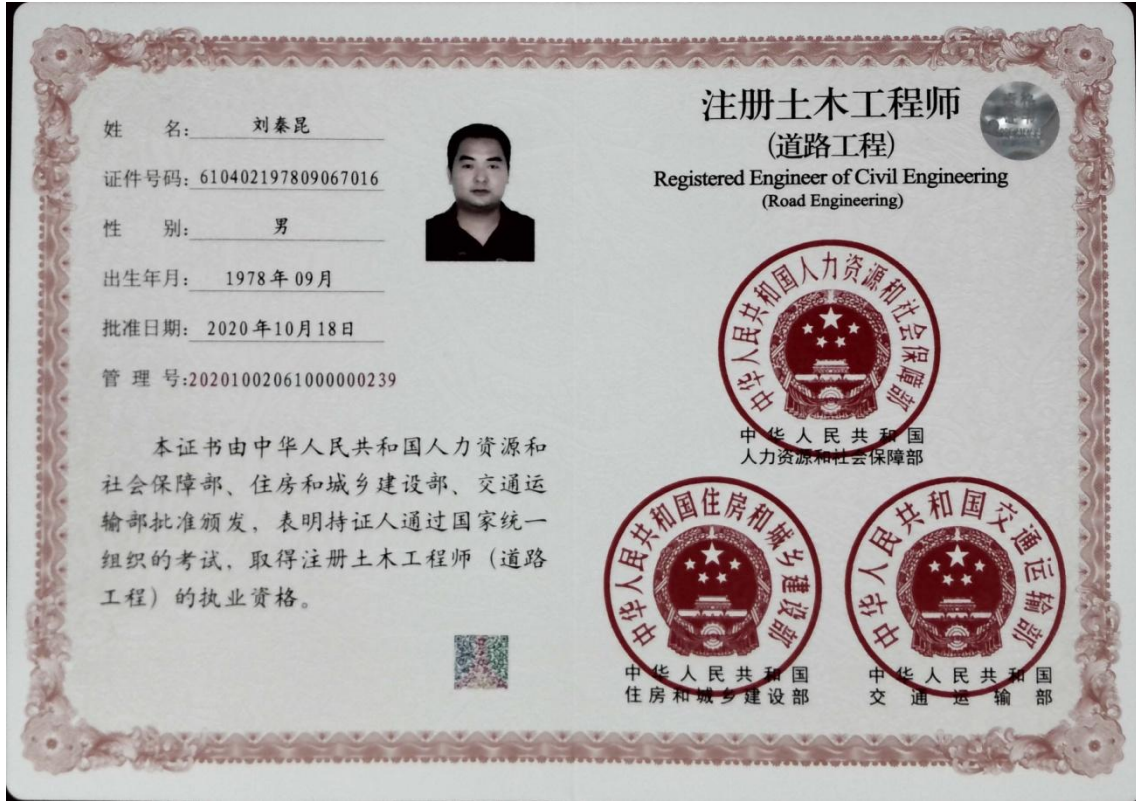 姓 名: 刘秦昆
证件号码: 610402197809067016
性 别: 男
出生年月: 1978年09月
批准日期: 2020年10月18日
管 理 号:20201002061000000239
本证书由中华人民共和国人力资源和
社会保障部、住房和城乡建设部、交通运
输部批准颁发，表明持证人通过国家统一
组织的考试，取得注册土木工程师（道路
工程）的执业资格。
注册土木工程师
(道路工程)
Registered Engineer of Civil Engineering
(Road Engineering)
中华人民共和国人力资源和社会保障部
中华人民共和国
人力资源和社会保障部
中华人民共和国住房和城乡建设部
中华人民共和国
住房和城乡建设部
中华人民共和国交通运输部
中华人民共和国
交通运输部